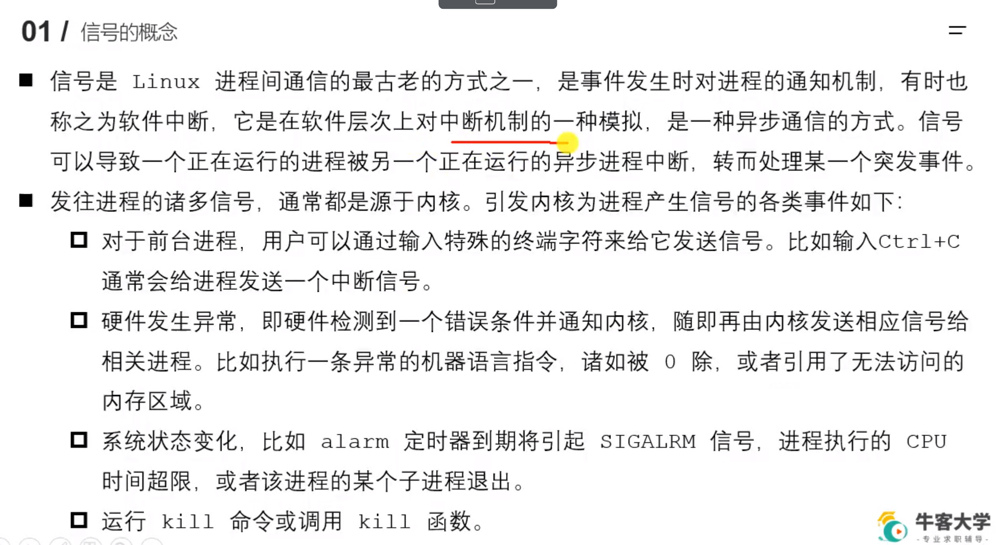 01 / 信号的概念
信号是 Linux 进程间通信的最古老的方式之一，是事件发生时对进程的通知机制，有时也
称之为软件中断，它是在软件层次上对中断机制的一种模拟，是一种异步通信的方式。信号
可以导致一个正在运行的进程被另一个正在运行的异步进程中断，转而处理某一个突发事件。
发往进程的诸多信号，通常都是源于内核。引发内核为进程产生信号的各类事件如下：
对于前台进程，用户可以通过输入特殊的终端字符来给它发送信号。比如输入Ctrl+C
通常会给进程发送一个中断信号。
硬件发生异常，即硬件检测到一个错误条件并通知内核，随即再由内核发送相应信号给
相关进程。比如执行一条异常的机器语言指令，诸如被 0 除，或者引用了无法访问的
内存区域。
系统状态变化，比如 alarm 定时器到期将引起 SIGALRM 信号，进程执行的 CPU
时间超限，或者该进程的某个子进程退出。
运行 kill 命令或调用 kill 函数。
牛客大学
-专业求职辅导-